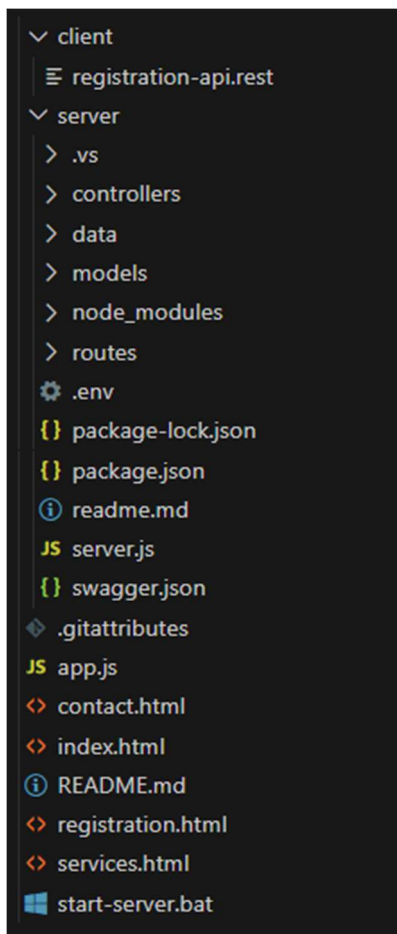 client
registration-api.rest
server
.vs
controllers
data
models
node_modules
routes
.env
{} package-lock.json
{} package.json
readme.md
JS server.js
{} swagger.json
.gitattributes
JS app.js
<> contact.html
<> index.html
README.md
<> registration.html
<> services.html
start-server.bat